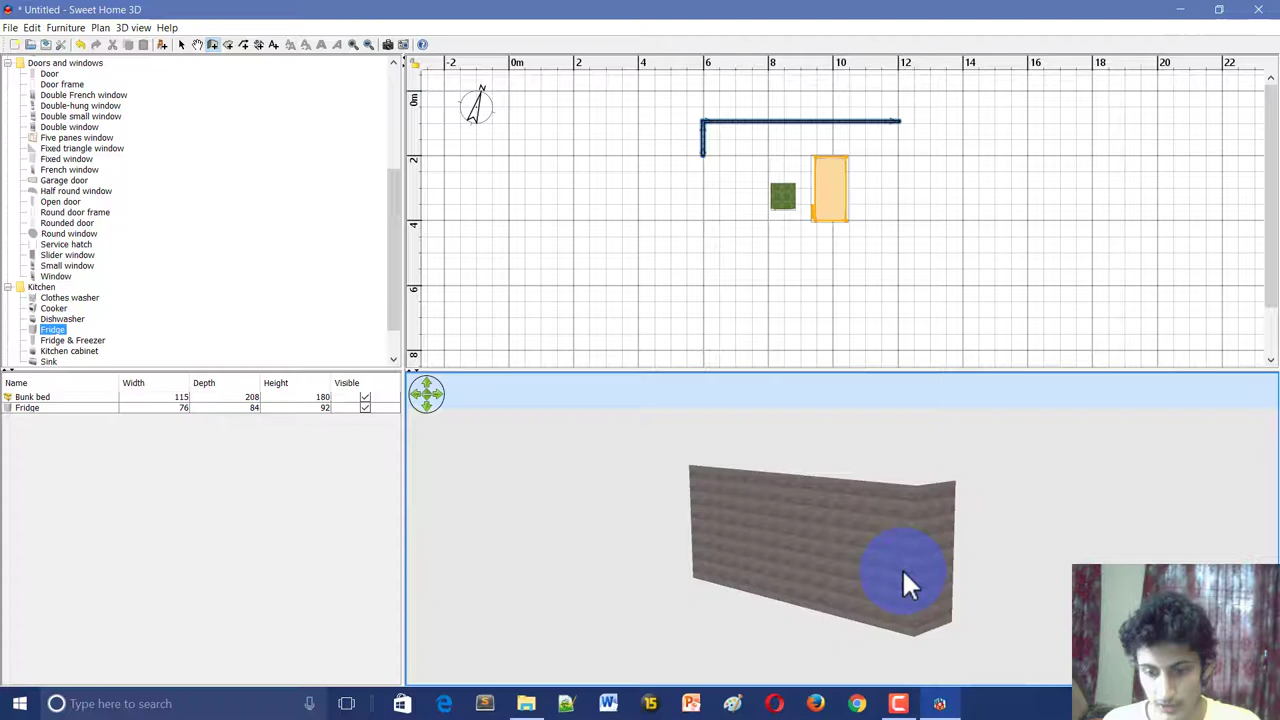 * Untitled - Sweet Home 3D
File Edit Furniture Plan 3D view Help
Doors and windows
Door
Door frame
Double French window
Double-hung window
Double small window
Double window
Five panes window
Fixed triangle window
Fixed window
French window
Garage door
Half round window
Open door
Round door frame
Rounded door
Round window
Service hatch
Slider window
Small window
Window
Kitchen
Clothes washer
Cooker
Dishwasher
Fridge
Fridge & Freezer
Kitchen cabinet
Sink
-2 0m 2 4 6 8 10 12 14 16 18 20 22
0m
2
4
6
8
N
Name Width Depth Height Visible
Bunk bed 115 208 180
Fridge 76 84 92
Type here to search
15